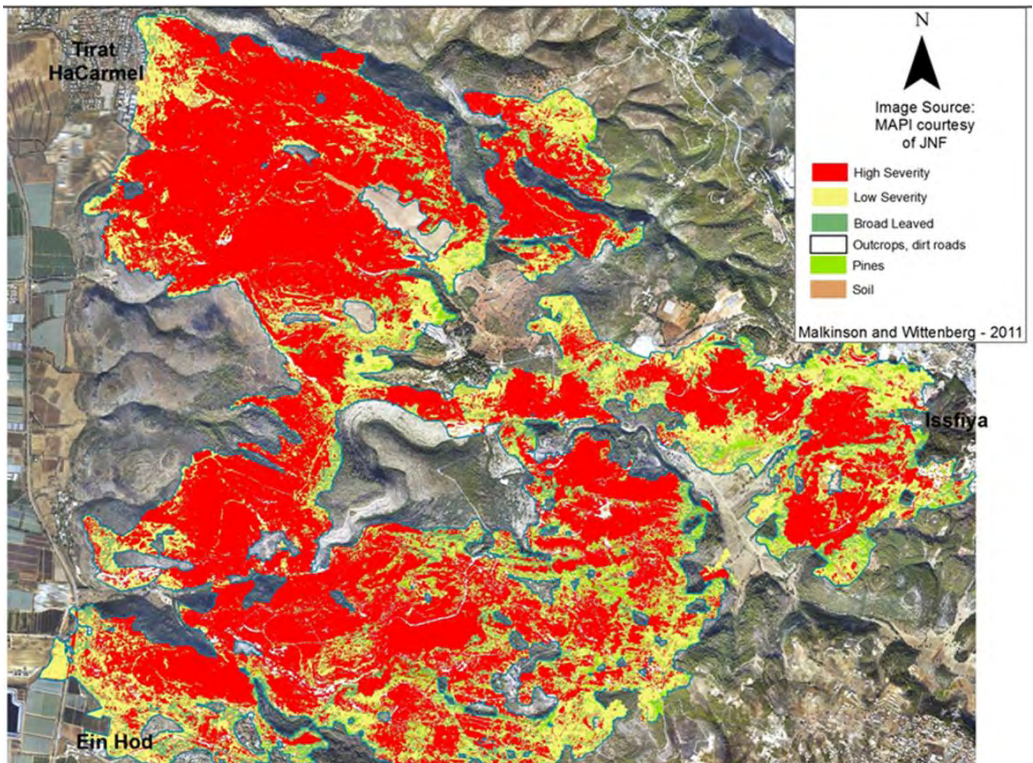 Tirat
HaCarmel
N
Image Source:
MAPI courtesy
of JNF
High Severity
Low Severity
Broad Leaved
Outcrops, dirt roads
Pines
Soil
Malkinson and Wittenberg - 2011
Issfiya
Ein Hod